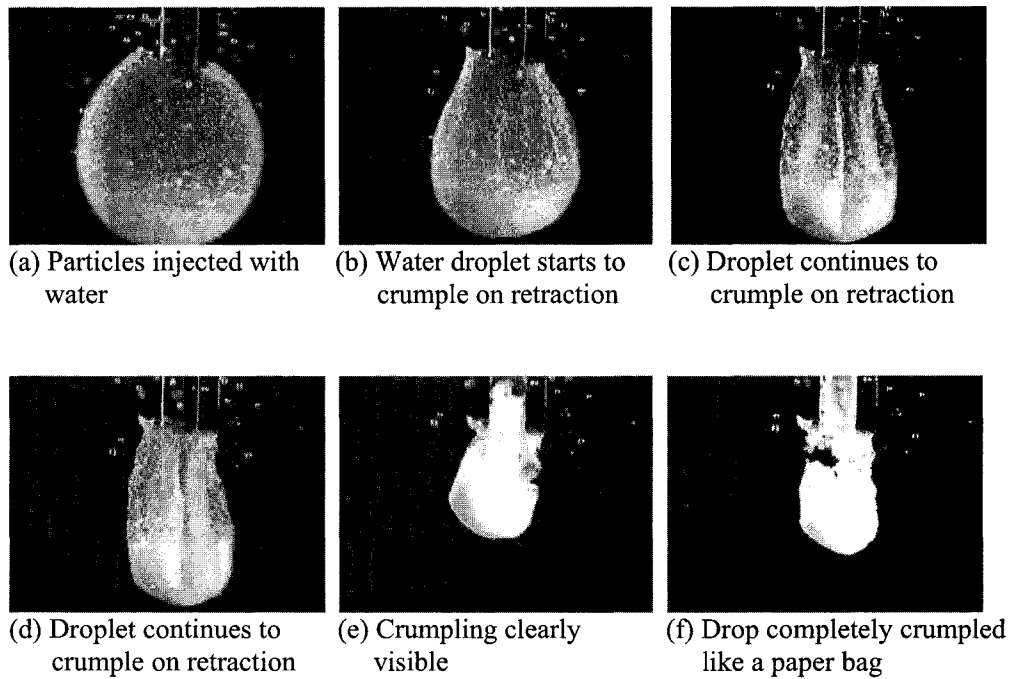 (a) Particles injected with
water
(b) Water droplet starts to
crumple on retraction
(c) Droplet continues to
crumple on retraction
(d) Droplet continues to
crumple on retraction
(e) Crumpling clearly
visible
(f) Drop completely crumpled
like a paper bag